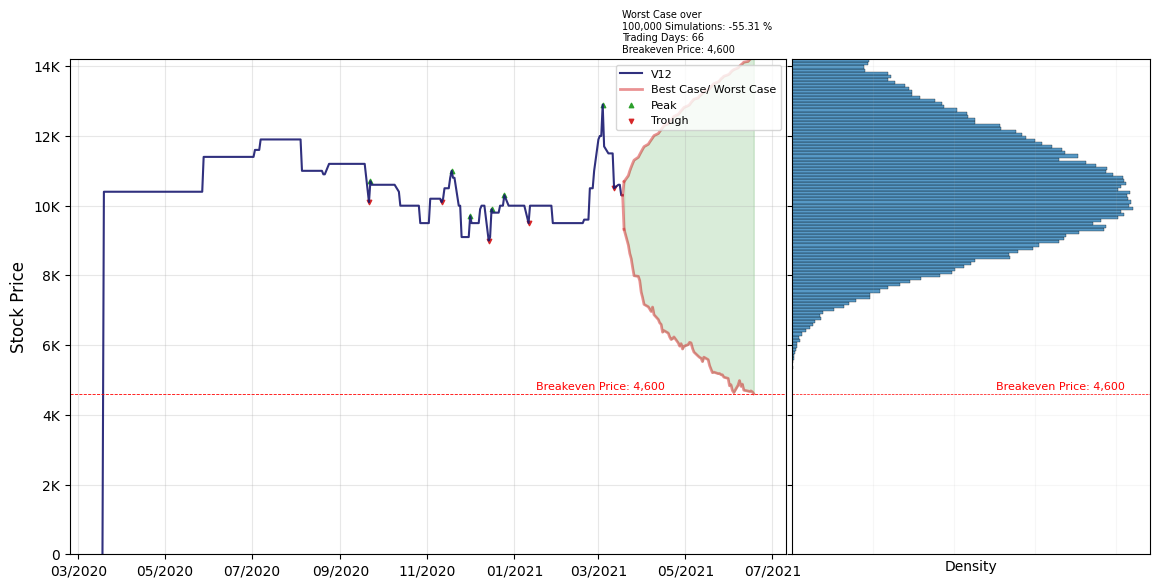 Worst Case over
100,000 Simulations: -55.31 %
Trading Days: 66
Breakeven Price: 4,600
V12
Best Case/ Worst Case
Peak
Trough
14K
12K
10K
8K
6K
4K
2K
0
Stock Price
Breakeven Price: 4,600
Breakeven Price: 4,600
03/2020 05/2020 07/2020 09/2020 11/2020 01/2021 03/2021 05/2021 07/2021
Density